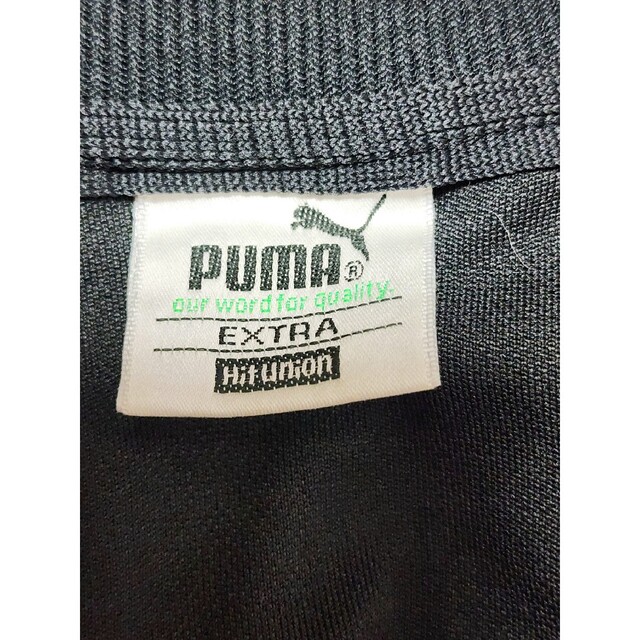 PUMA®
our word for quality.
EXTRA
Hit union